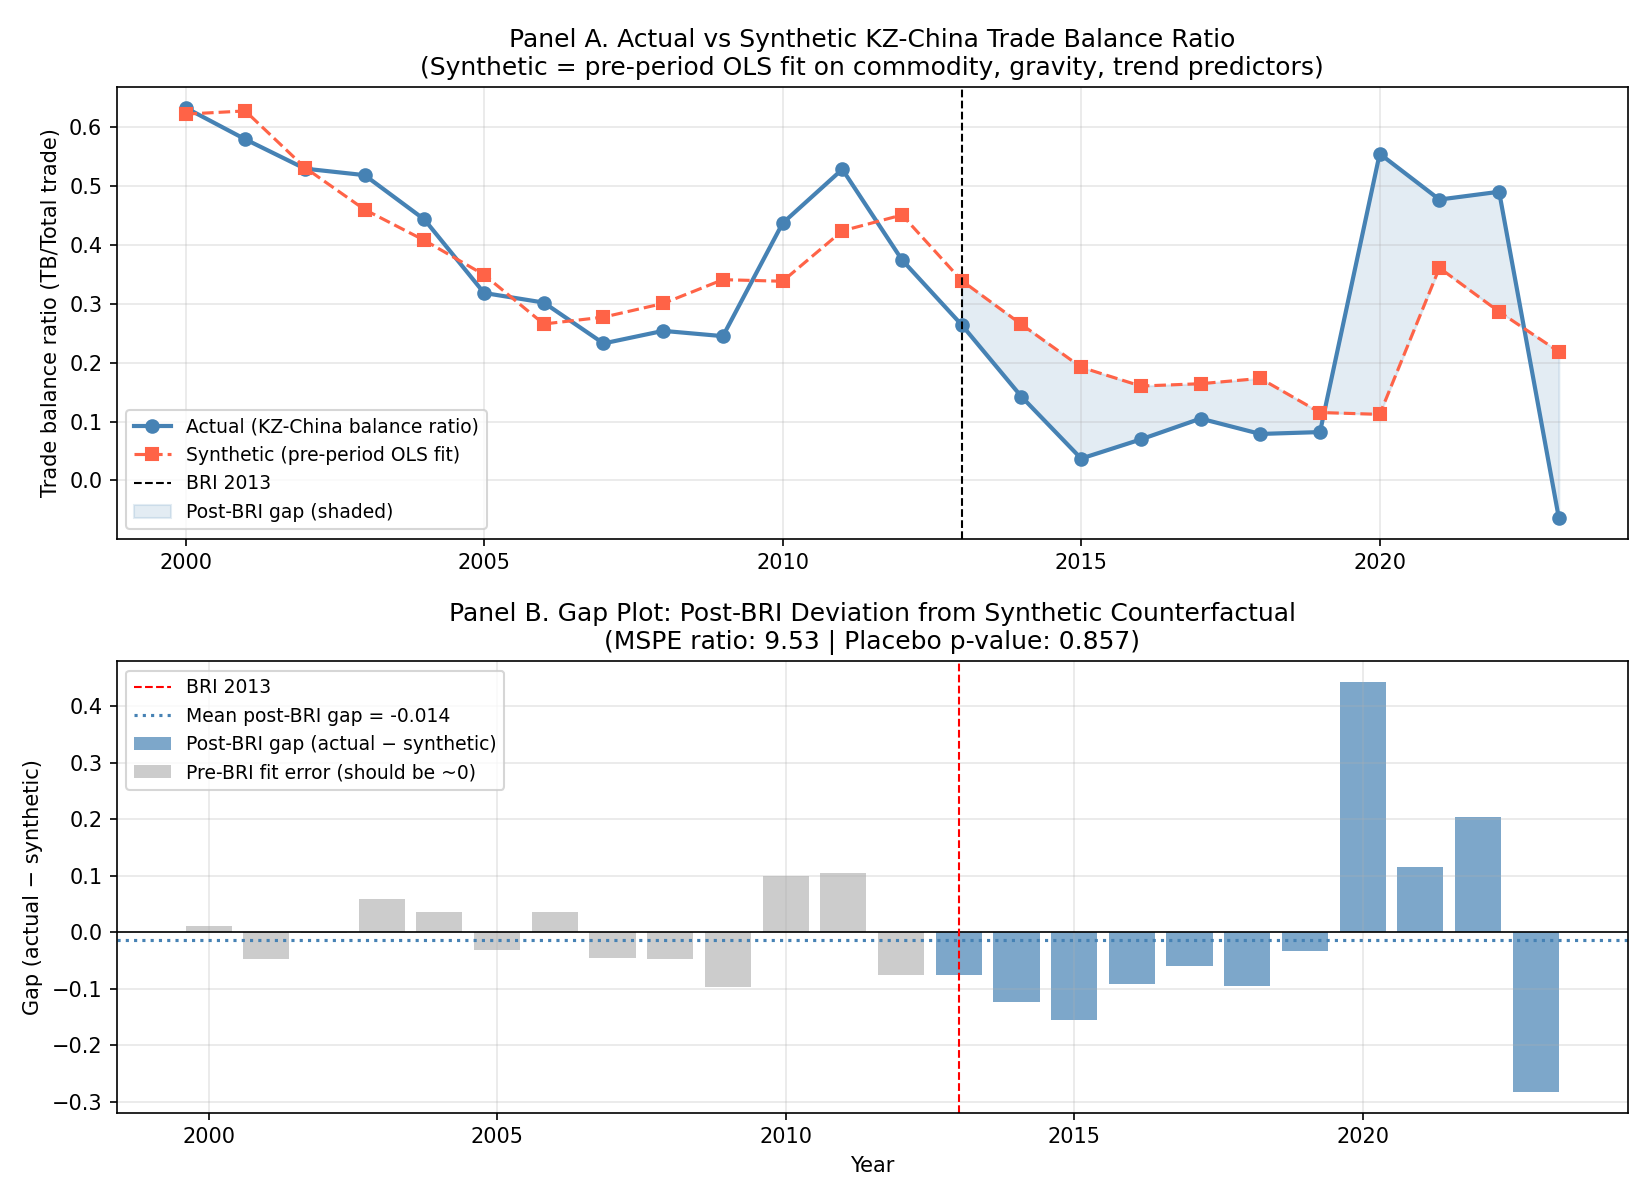 Panel A. Actual vs Synthetic KZ-China Trade Balance Ratio
(Synthetic = pre-period OLS fit on commodity, gravity, trend predictors)
Trade balance ratio (TB/Total trade)
0.6
0.5
0.4
0.3
0.2
0.1
0.0
Actual (KZ-China balance ratio)
Synthetic (pre-period OLS fit)
BRI 2013
Post-BRI gap (shaded)
2000
2005
2010
2015
2020
Panel B. Gap Plot: Post-BRI Deviation from Synthetic Counterfactual
(MSPE ratio: 9.53 | Placebo p-value: 0.857)
Gap (actual − synthetic)
0.4
0.3
0.2
0.1
0.0
−0.1
−0.2
−0.3
BRI 2013
Mean post-BRI gap = -0.014
Post-BRI gap (actual − synthetic)
Pre-BRI fit error (should be ~0)
2000
2005
2010
2015
2020
Year